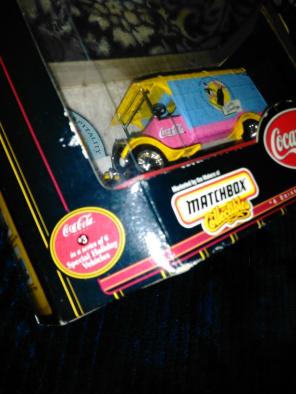 PITALITY
Coca-Cola
Coca
Marketed by the Makers of
MATCHBOX
Collectibles
Coca-Cola
#3
in a series of 6
Special Holiday
Vehicles